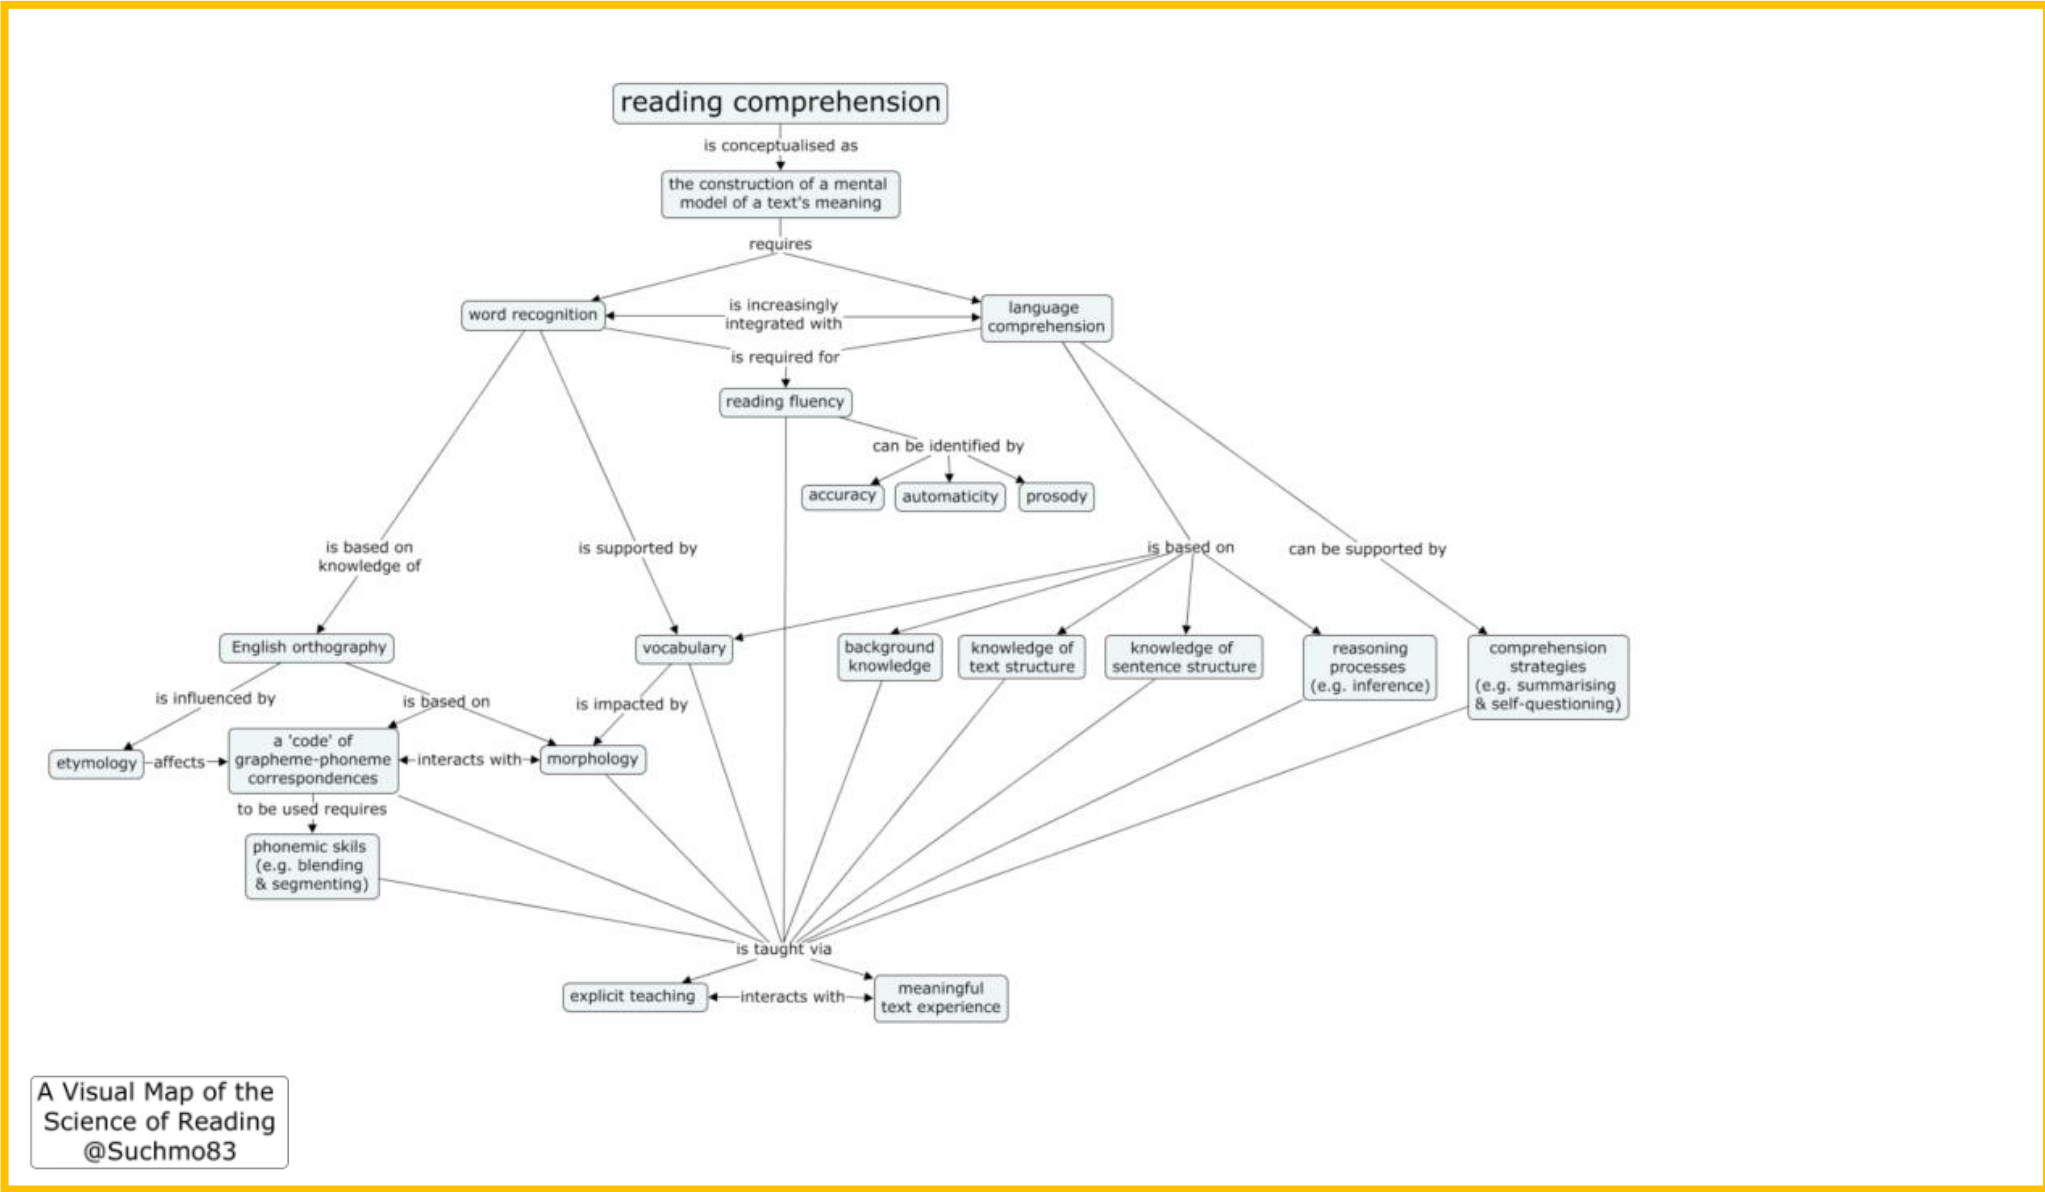 reading comprehension
is conceptualised as
the construction of a mental
model of a text's meaning
requires
word recognition
is increasingly
integrated with
language
comprehension
is required for
reading fluency
can be identified by
accuracy
automaticity
prosody
is based on
knowledge of
is supported by
is based on
can be supported by
English orthography
vocabulary
background
knowledge
knowledge of
text structure
knowledge of
sentence structure
reasoning
processes
(e.g. inference)
comprehension
strategies
(e.g. summarising
& self-questioning)
is influenced by
is based on
is impacted by
etymology
affects
a 'code' of
grapheme-phoneme
correspondences
interacts with
morphology
to be used requires
phonemic skils
(e.g. blending
& segmenting)
is taught via
explicit teaching
interacts with
meaningful
text experience
A Visual Map of the
Science of Reading
@Suchmo83